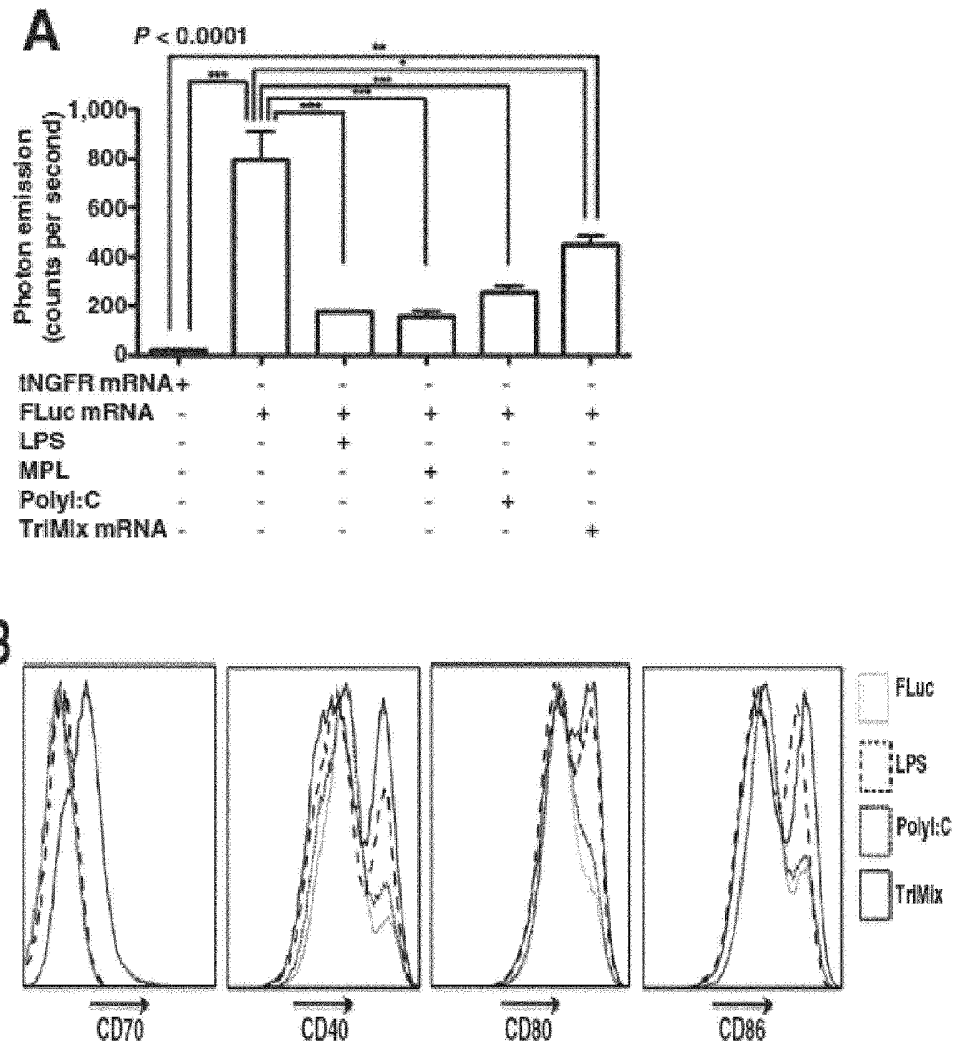 A
P < 0.0001
**
*
***
***
***
***
Photon emission
(counts per second)
1,000
800
600
400
200
0
tNGFR mRNA + - - - - -
FLuc mRNA - + + + + +
LPS - - + - - -
MPL - - - + - -
PolyI:C - - - - + -
TriMix mRNA - - - - - +
B
FLuc
LPS
PolyI:C
TriMix
CD70
CD40
CD80
CD86